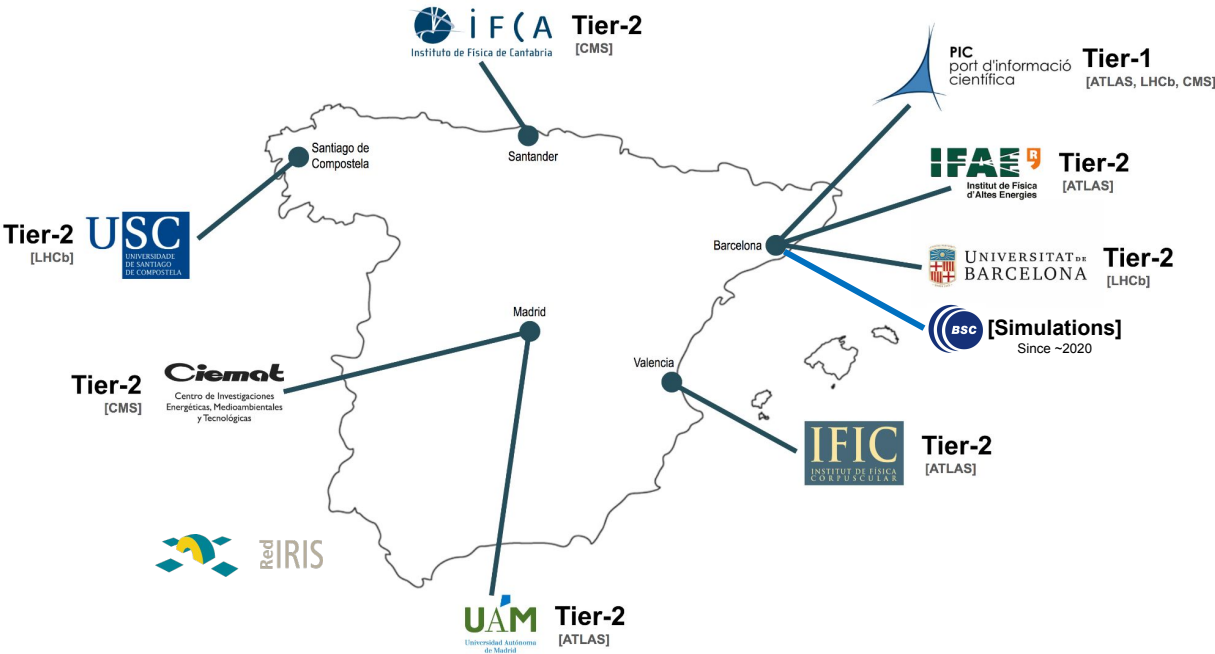 iFCA
Instituto de Física de Cantabria
Tier-2
[CMS]
PIC
port d'informació
científica
Tier-1
[ATLAS, LHCb, CMS]
Santiago de
Compostela
Santander
IFAE R
Institut de Física
d'Altes Energies
Tier-2
[ATLAS]
Tier-2
[LHCb]
USC
UNIVERSIDADE
DE SANTIAGO
DE COMPOSTELA
Barcelona
UNIVERSITAT DE
BARCELONA
Tier-2
[LHCb]
Madrid
BSC
[Simulations]
Since ~2020
Valencia
Tier-2
[CMS]
Ciemat
Centro de Investigaciones
Energéticas, Medioambientales
y Tecnológicas
IFIC
INSTITUT DE FÍSICA
CORPUSCULAR
Tier-2
[ATLAS]
Red IRIS
UAM
Universidad Autónoma
de Madrid
Tier-2
[ATLAS]